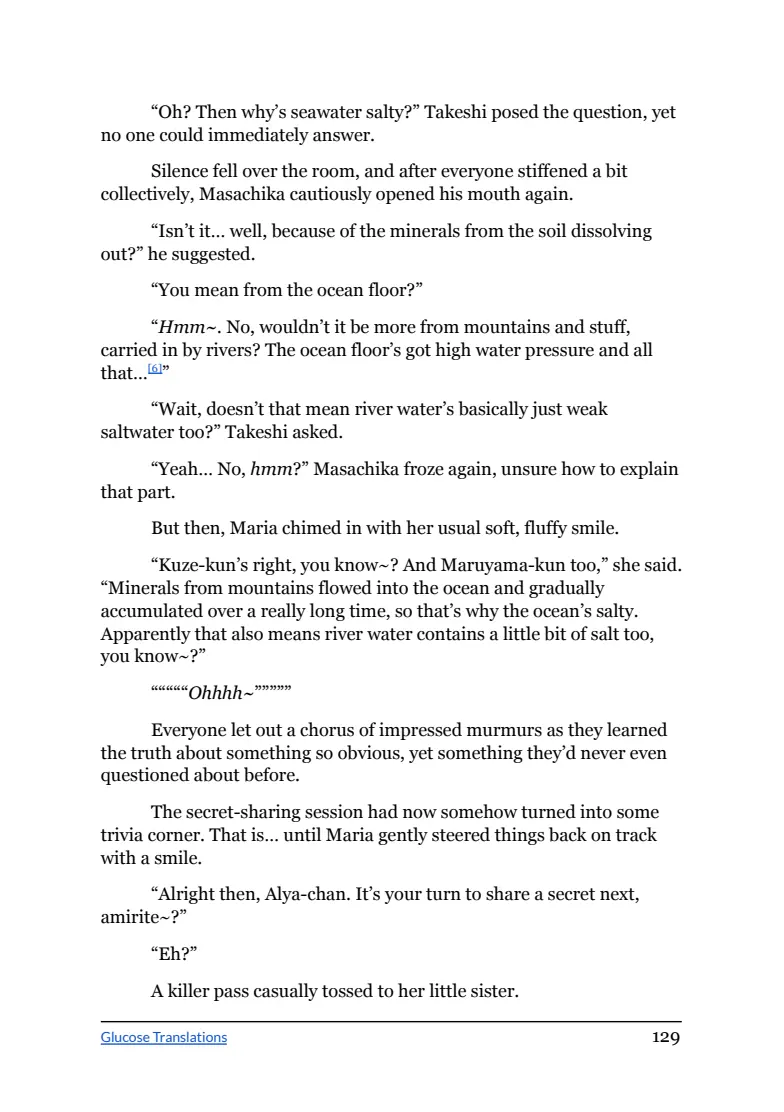 “Oh? Then why’s seawater salty?” Takeshi posed the question, yet
no one could immediately answer.
Silence fell over the room, and after everyone stiffened a bit
collectively, Masachika cautiously opened his mouth again.
“Isn’t it... well, because of the minerals from the soil dissolving
out?” he suggested.
“You mean from the ocean floor?”
“Hmm~. No, wouldn’t it be more from mountains and stuff,
carried in by rivers? The ocean floor’s got high water pressure and all
that...[6]”
“Wait, doesn’t that mean river water’s basically just weak
saltwater too?” Takeshi asked.
“Yeah... No, hmm?” Masachika froze again, unsure how to explain
that part.
But then, Maria chimed in with her usual soft, fluffy smile.
“Kuze-kun’s right, you know~? And Maruyama-kun too,” she said.
“Minerals from mountains flowed into the ocean and gradually
accumulated over a really long time, so that’s why the ocean’s salty.
Apparently that also means river water contains a little bit of salt too,
you know~?”
“““““Ohhhh~”””””
Everyone let out a chorus of impressed murmurs as they learned
the truth about something so obvious, yet something they’d never even
questioned about before.
The secret-sharing session had now somehow turned into some
trivia corner. That is... until Maria gently steered things back on track
with a smile.
“Alright then, Alya-chan. It’s your turn to share a secret next,
amirite~?”
“Eh?”
A killer pass casually tossed to her little sister.
Glucose Translations 129